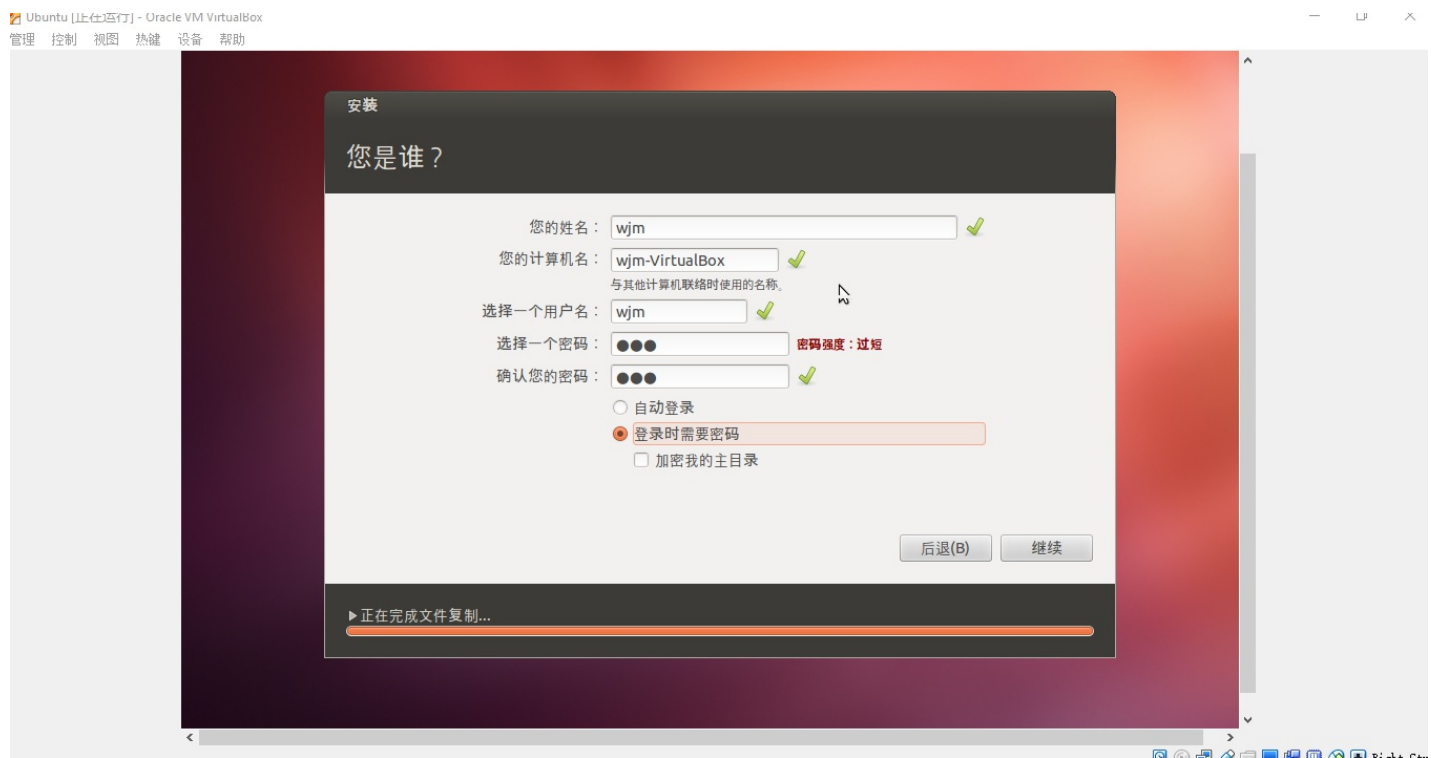 Ubuntu [正在运行] - Oracle VM VirtualBox
管理 控制 视图 热键 设备 帮助
安装
您是谁？
您的姓名： wjm
您的计算机名： wjm-VirtualBox
与其他计算机联络时使用的名称。
选择一个用户名： wjm
选择一个密码： ●●● 密码强度：过短
确认您的密码： ●●●
自动登录
登录时需要密码
加密我的主目录
后退(B) 继续
正在完成文件复制...
Right